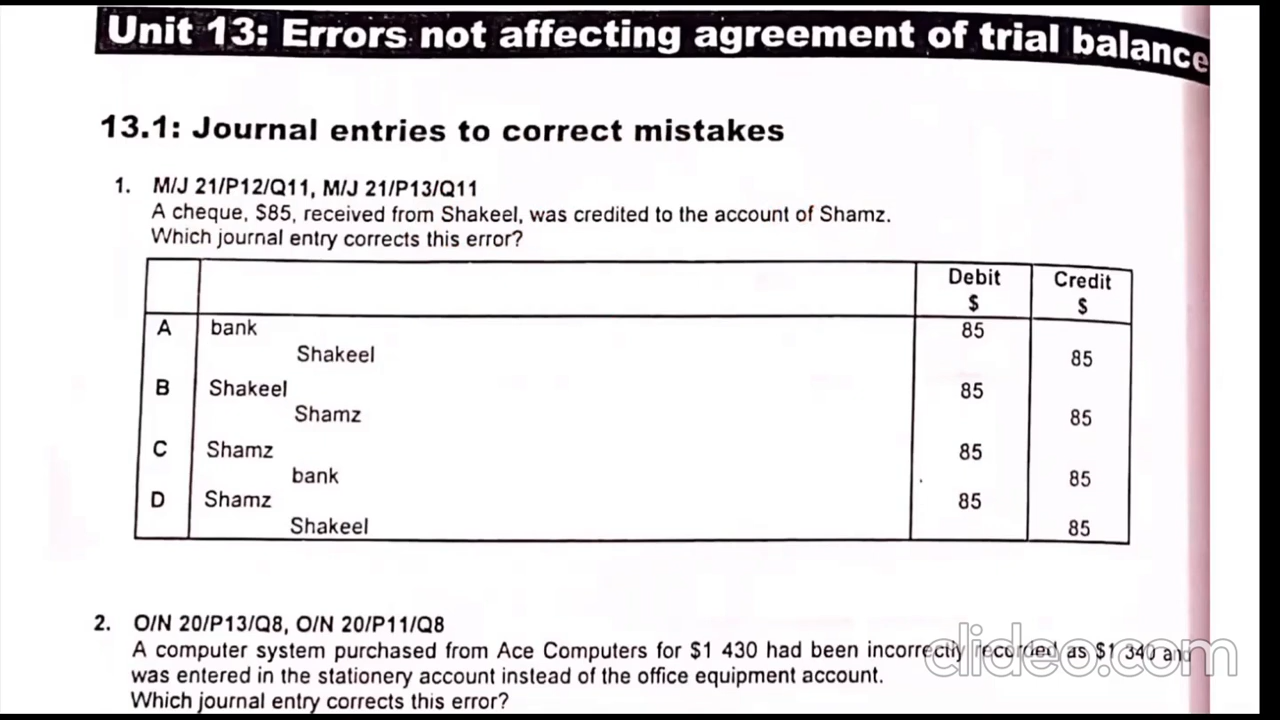 Unit 13: Errors not affecting agreement of trial balance
13.1: Journal entries to correct mistakes
1. M/J 21/P12/Q11, M/J 21/P13/Q11
A cheque, $85, received from Shakeel, was credited to the account of Shamz.
Which journal entry corrects this error?
Debit Credit
$ $
A bank 85
Shakeel 85
B Shakeel 85
Shamz 85
C Shamz 85
bank 85
D Shamz 85
Shakeel 85
2. O/N 20/P13/Q8, O/N 20/P11/Q8
A computer system purchased from Ace Computers for $1 430 had been incorrectly recorded as $1 340 and
was entered in the stationery account instead of the office equipment account.
Which journal entry corrects this error?
clideo.com